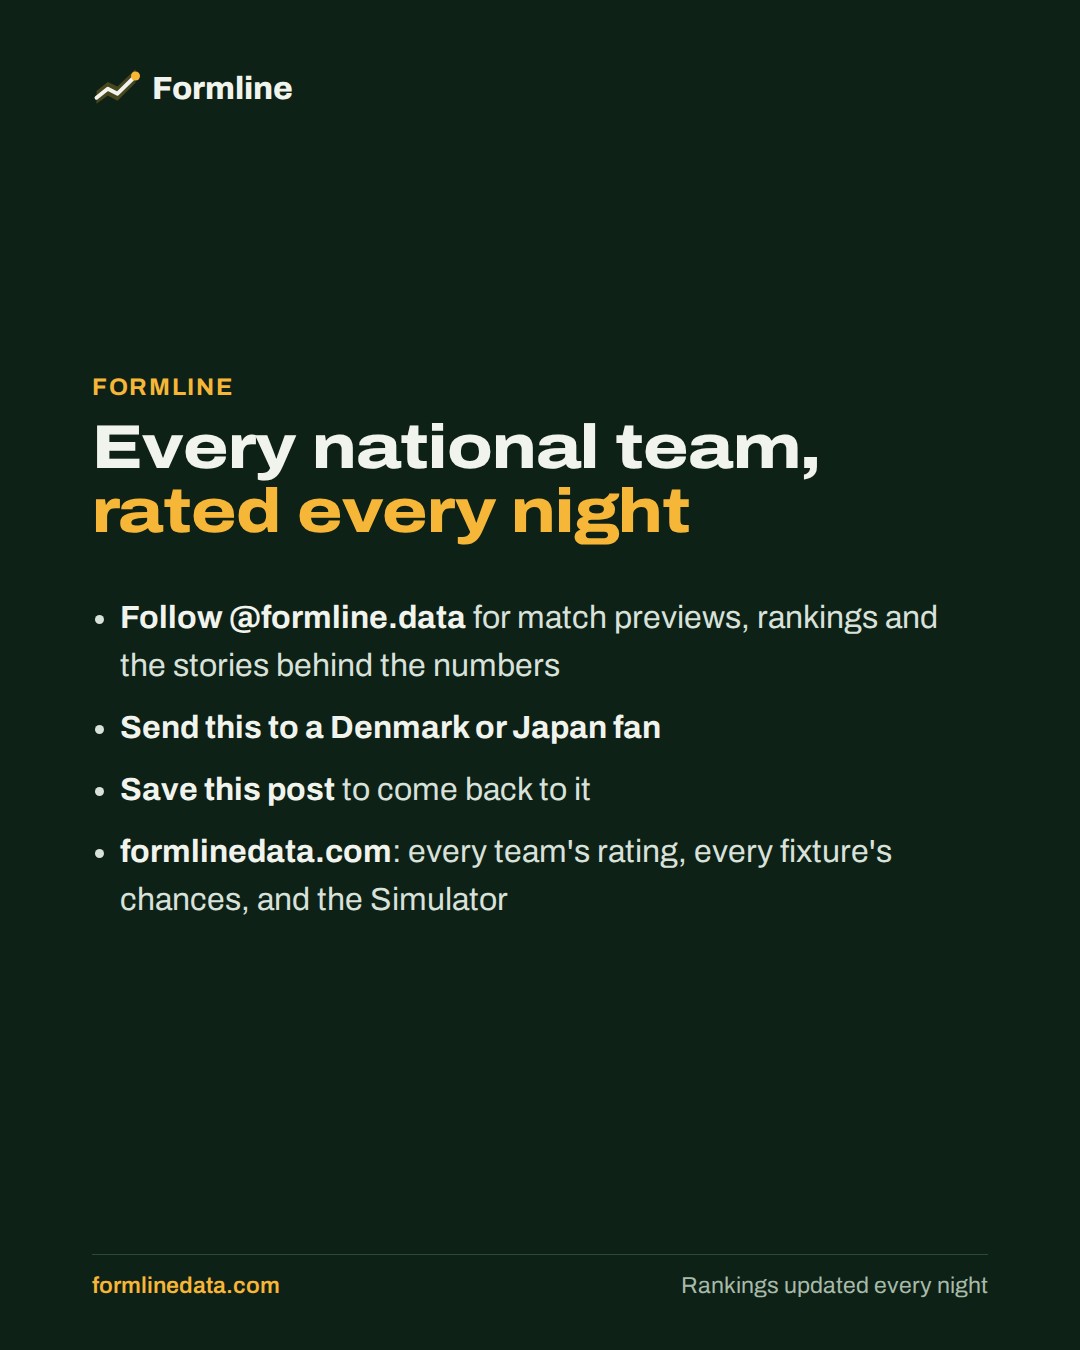 Formline
FORMLINE
Every national team,
rated every night
• Follow @formline.data for match previews, rankings and
the stories behind the numbers
• Send this to a Denmark or Japan fan
• Save this post to come back to it
• formlinedata.com: every team's rating, every fixture's
chances, and the Simulator
formlinedata.com
Rankings updated every night